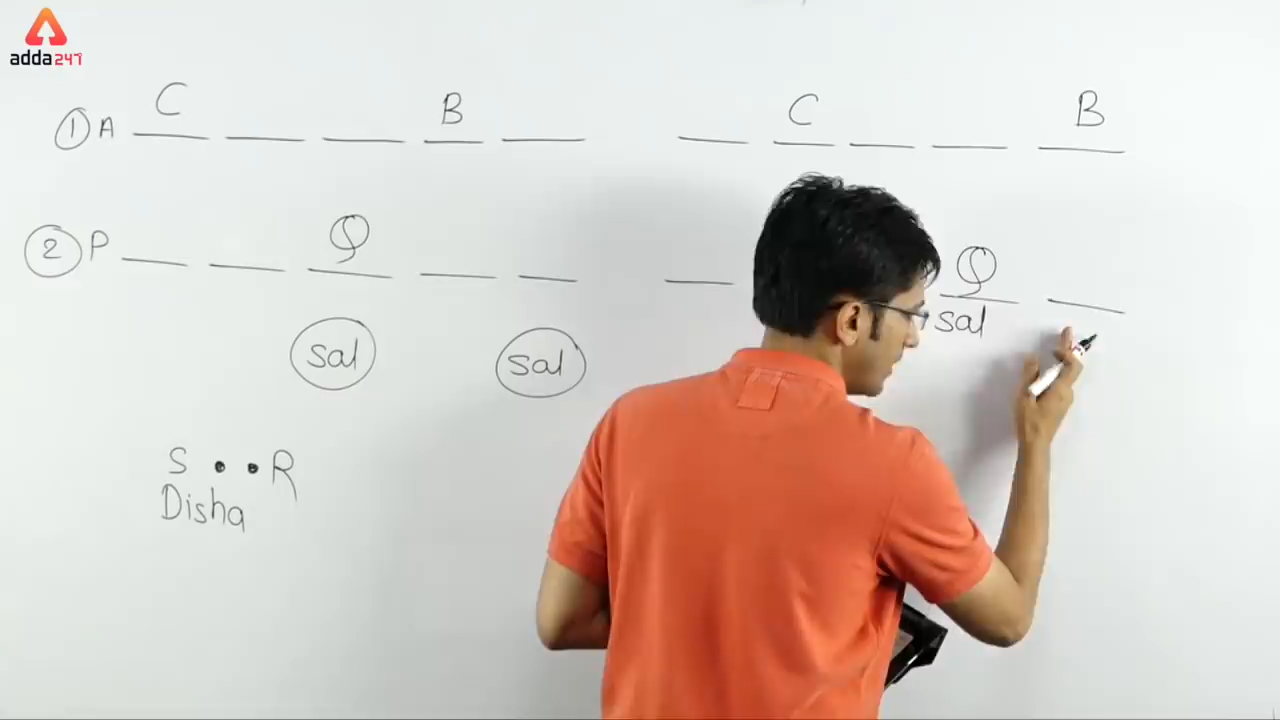 adda247
C B C B
① A
Q Q
② P
sal sal sal
S • • R
Disha